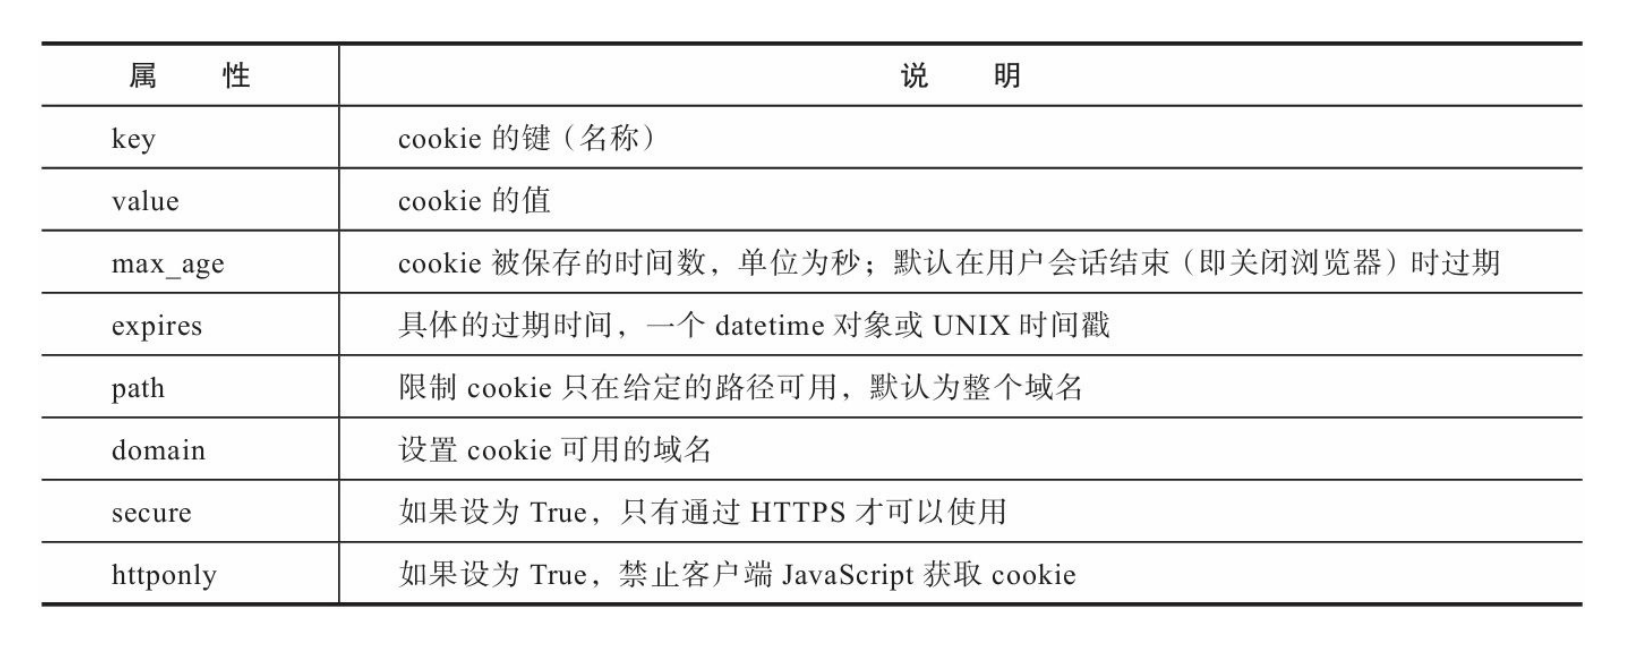 属 性 说 明
key cookie 的键（名称）
value cookie 的值
max_age cookie 被保存的时间数，单位为秒；默认在用户会话结束（即关闭浏览器）时过期
expires 具体的过期时间，一个 datetime 对象或 UNIX 时间戳
path 限制 cookie 只在给定的路径可用，默认为整个域名
domain 设置 cookie 可用的域名
secure 如果设为 True，只有通过 HTTPS 才可以使用
httponly 如果设为 True，禁止客户端 JavaScript 获取 cookie